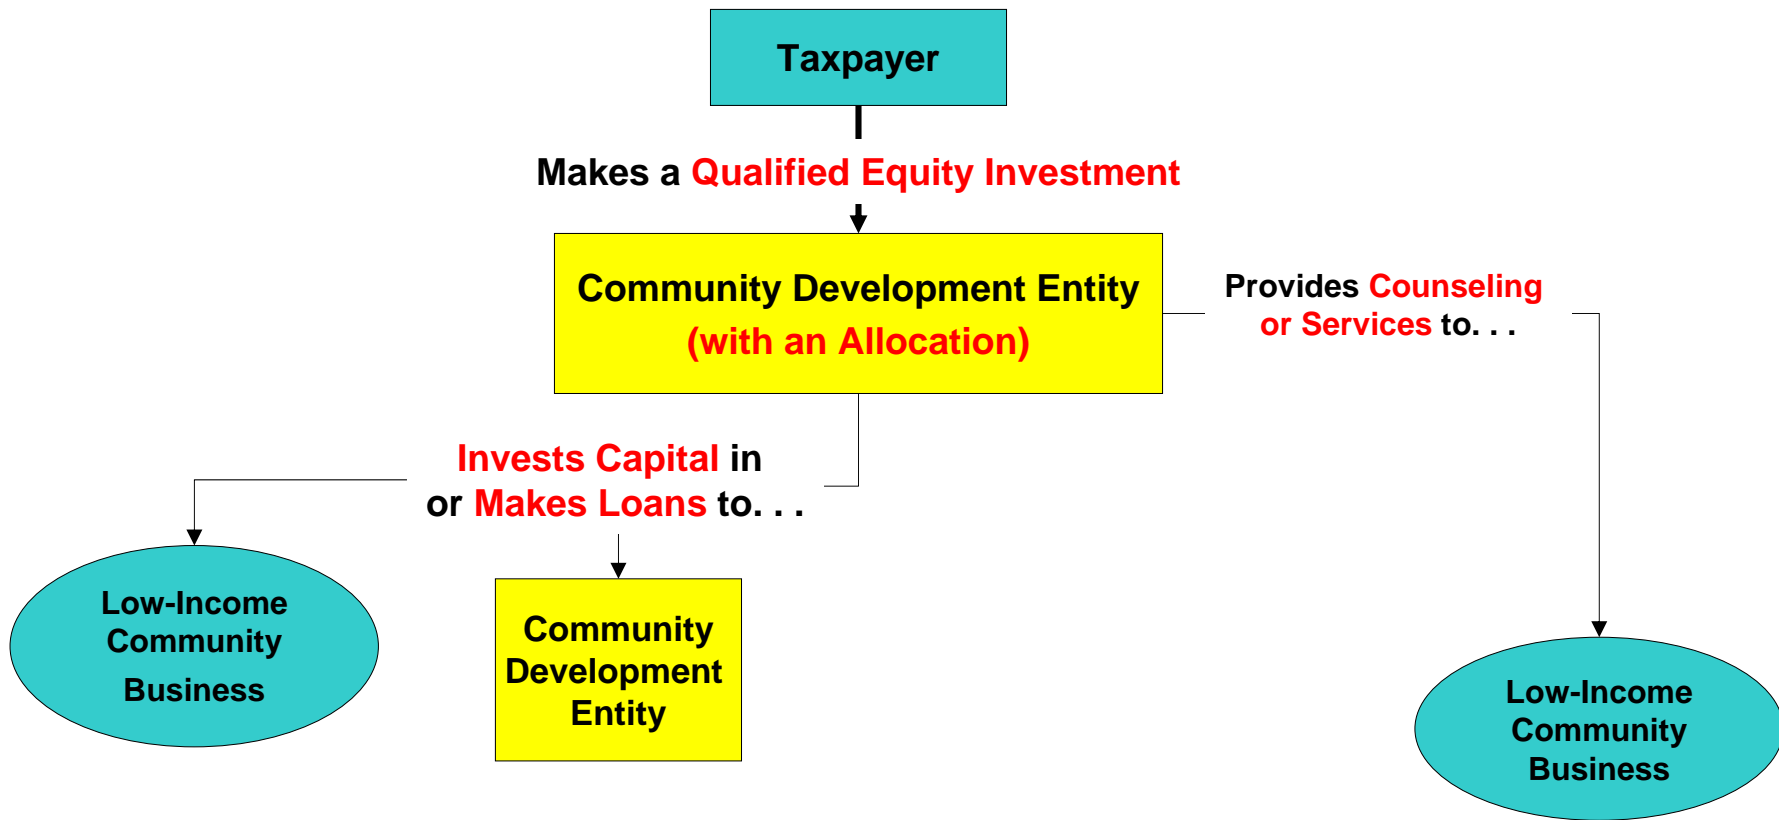 Taxpayer
Makes a Qualified Equity Investment
Community Development Entity
(with an Allocation)
Provides Counseling
or Services to. . .
Invests Capital in
or Makes Loans to. . .
Low-Income
Community
Business
Community
Development
Entity
Low-Income
Community
Business